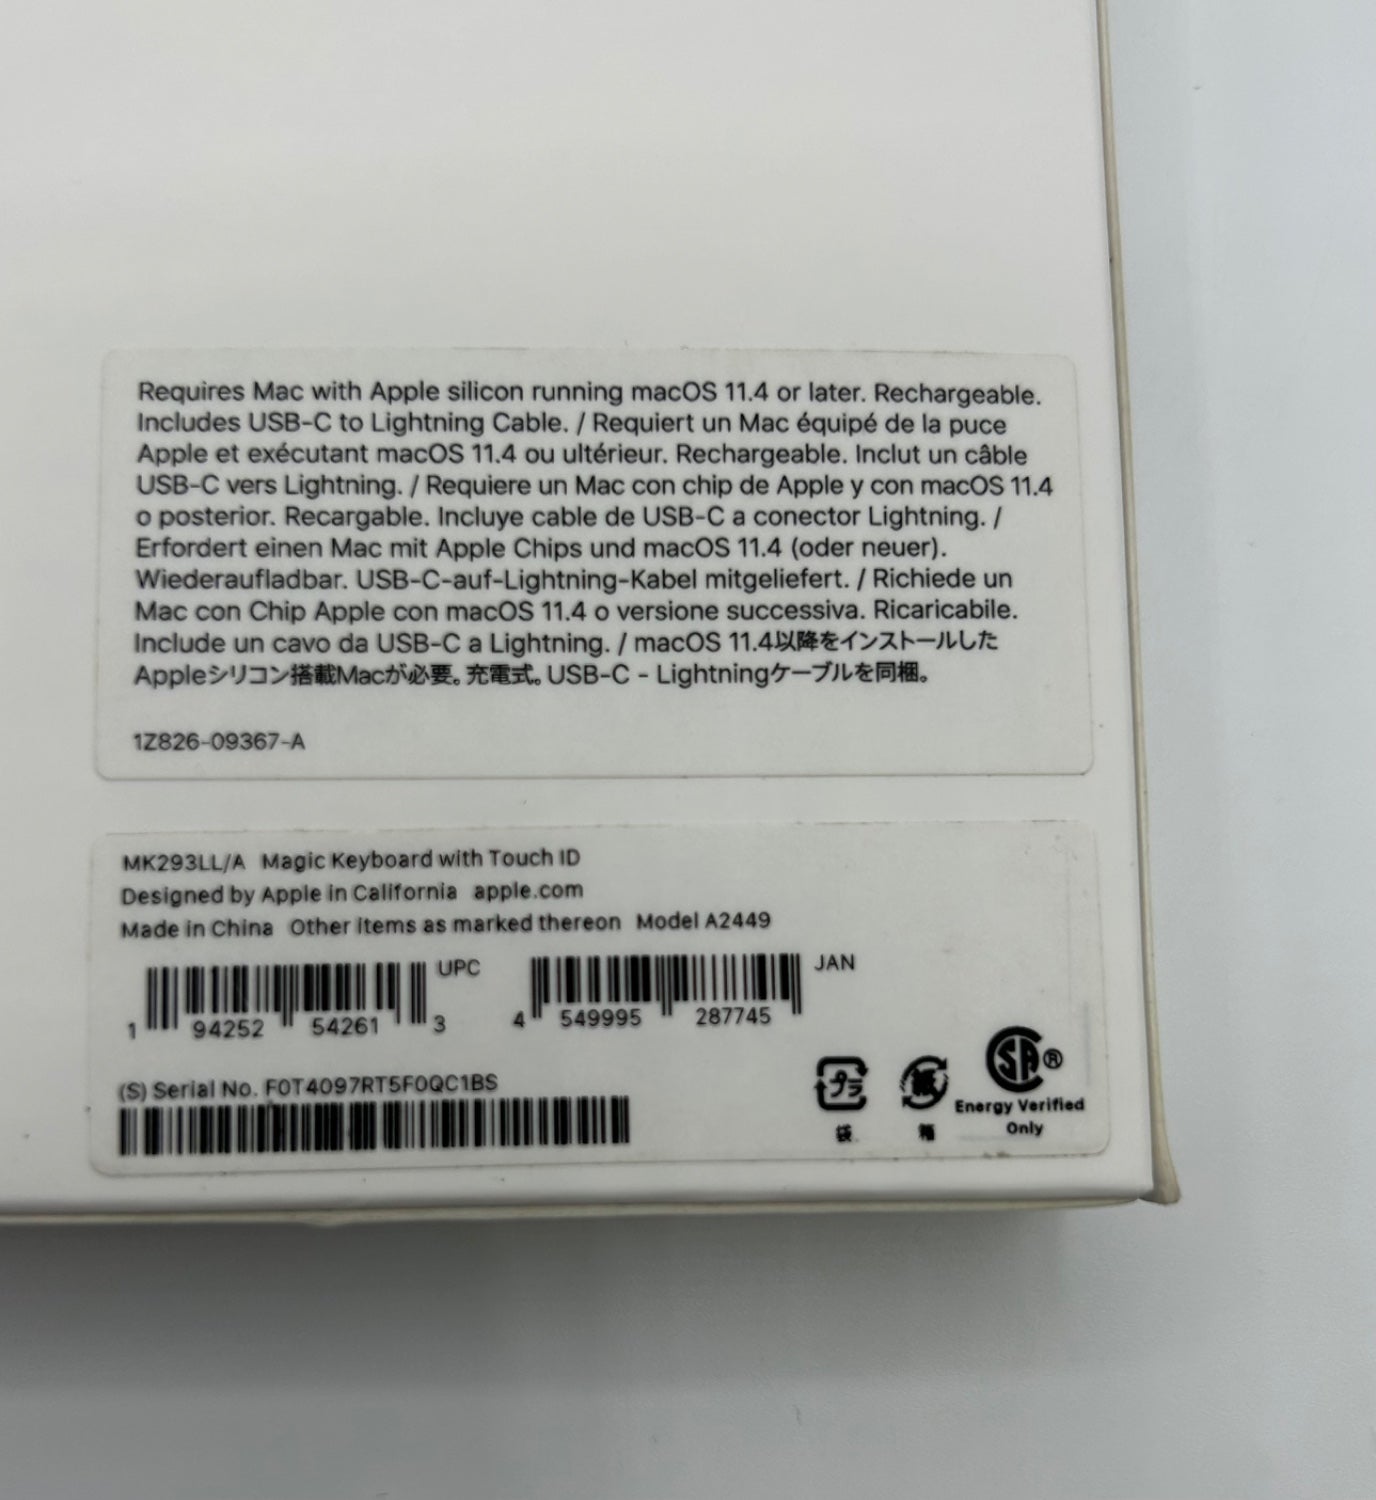 Requires Mac with Apple silicon running macOS 11.4 or later. Rechargeable.
Includes USB-C to Lightning Cable. / Requiert un Mac équipé de la puce
Apple et exécutant macOS 11.4 ou ultérieur. Rechargeable. Inclut un câble
USB-C vers Lightning. / Requiere un Mac con chip de Apple y con macOS 11.4
o posterior. Recargable. Incluye cable de USB-C a conector Lightning. /
Erfordert einen Mac mit Apple Chips und macOS 11.4 (oder neuer).
Wiederaufladbar. USB-C-auf-Lightning-Kabel mitgeliefert. / Richiede un
Mac con Chip Apple con macOS 11.4 o versione successiva. Ricaricabile.
Include un cavo da USB-C a Lightning. / macOS 11.4以降をインストールした
Appleシリコン搭載Macが必要。充電式。USB-C - Lightningケーブルを同梱。
1Z826-09367-A
MK293LL/A Magic Keyboard with Touch ID
Designed by Apple in California apple.com
Made in China Other items as marked thereon Model A2449
UPC JAN
1 94252 54261 3 4 549995 287745
(S) Serial No. F0T4097RT5F0QC1BS
プラ 紙 SA®
袋 箱 Energy Verified
Only